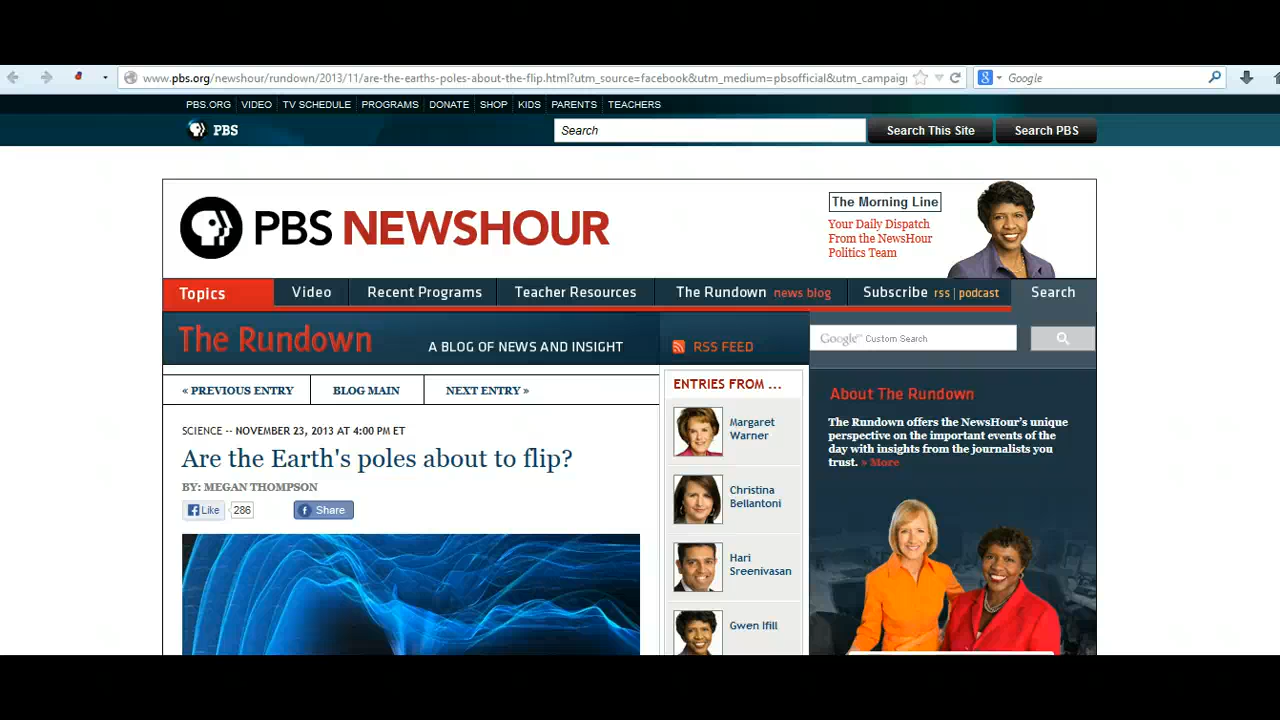 www.pbs.org/newshour/rundown/2013/11/are-the-earths-poles-about-the-flip.html?utm_source=facebook&utm_medium=pbsofficial&utm_campaig
Google
PBS.ORG VIDEO TV SCHEDULE PROGRAMS DONATE SHOP KIDS PARENTS TEACHERS
PBS
Search
Search This Site
Search PBS
PBS NEWSHOUR
The Morning Line
Your Daily Dispatch
From the NewsHour
Politics Team
Topics Video Recent Programs Teacher Resources The Rundown news blog Subscribe rss | podcast Search
The Rundown
A BLOG OF NEWS AND INSIGHT
RSS FEED
Google Custom Search
« PREVIOUS ENTRY BLOG MAIN NEXT ENTRY »
SCIENCE -- NOVEMBER 23, 2013 AT 4:00 PM ET
Are the Earth's poles about to flip?
BY: MEGAN THOMPSON
Like 286 Share
ENTRIES FROM ...
Margaret
Warner
Christina
Bellantoni
Hari
Sreenivasan
Gwen Ifill
About The Rundown
The Rundown offers the NewsHour's unique
perspective on the important events of the
day with insights from the journalists you
trust. » More